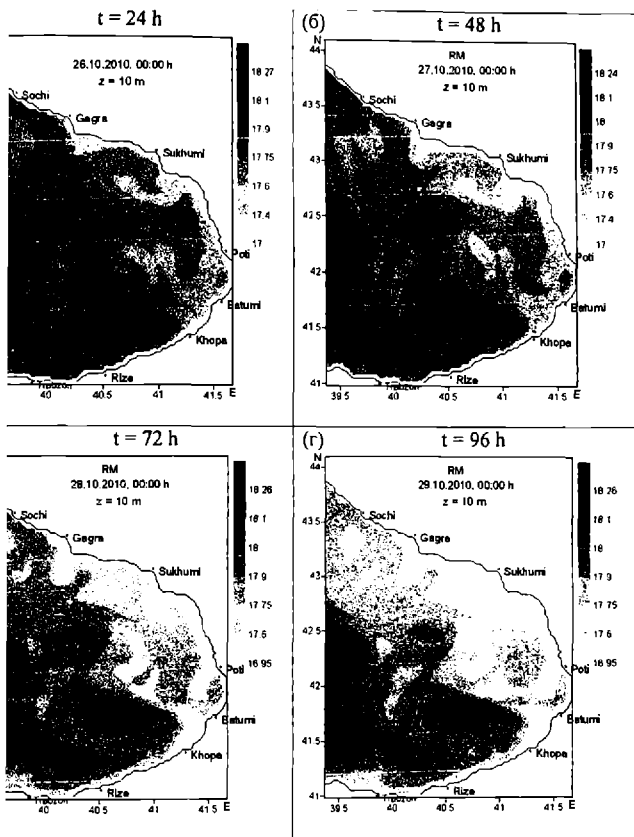 t = 24 h
26.10.2010, 00:00 h
z = 10 m
Sochi
Gagra
Sukhumi
Poti
Batumi
Khopa
Rize
Trabzon
40 40.5 41 41.5 E
18 27
18 1
17.9
17.75
17.6
17.4
17
(б) t = 48 h
N
RM
27.10.2010, 00:00 h
z = 10 m
44
43.5
43
42.5
42
41.5
41
Sochi
Gagra
Sukhumi
Poti
Batumi
Khopa
Rize
Trabzon
39.5 40 40.5 41 41.5 E
18 24
18 1
18
17.9
17.75
17.6
17.4
17
t = 72 h
RM
28.10.2010, 00:00 h
z = 10 m
Sochi
Gagra
Sukhumi
Poti
Batumi
Khopa
Rize
Trabzon
40 40.5 41 41.5 E
18 26
18 1
18
17.9
17.75
17.6
16 95
(г) t = 96 h
N
RM
29.10.2010, 00:00 h
z = 10 m
44
43.5
43
42.5
42
41.5
41
Sochi
Gagra
Sukhumi
Poti
Batumi
Khopa
Rize
Trabzon
39.5 40 40.5 41 41.5 E
18 26
18 1
18
17.9
17.75
17.6
16 95